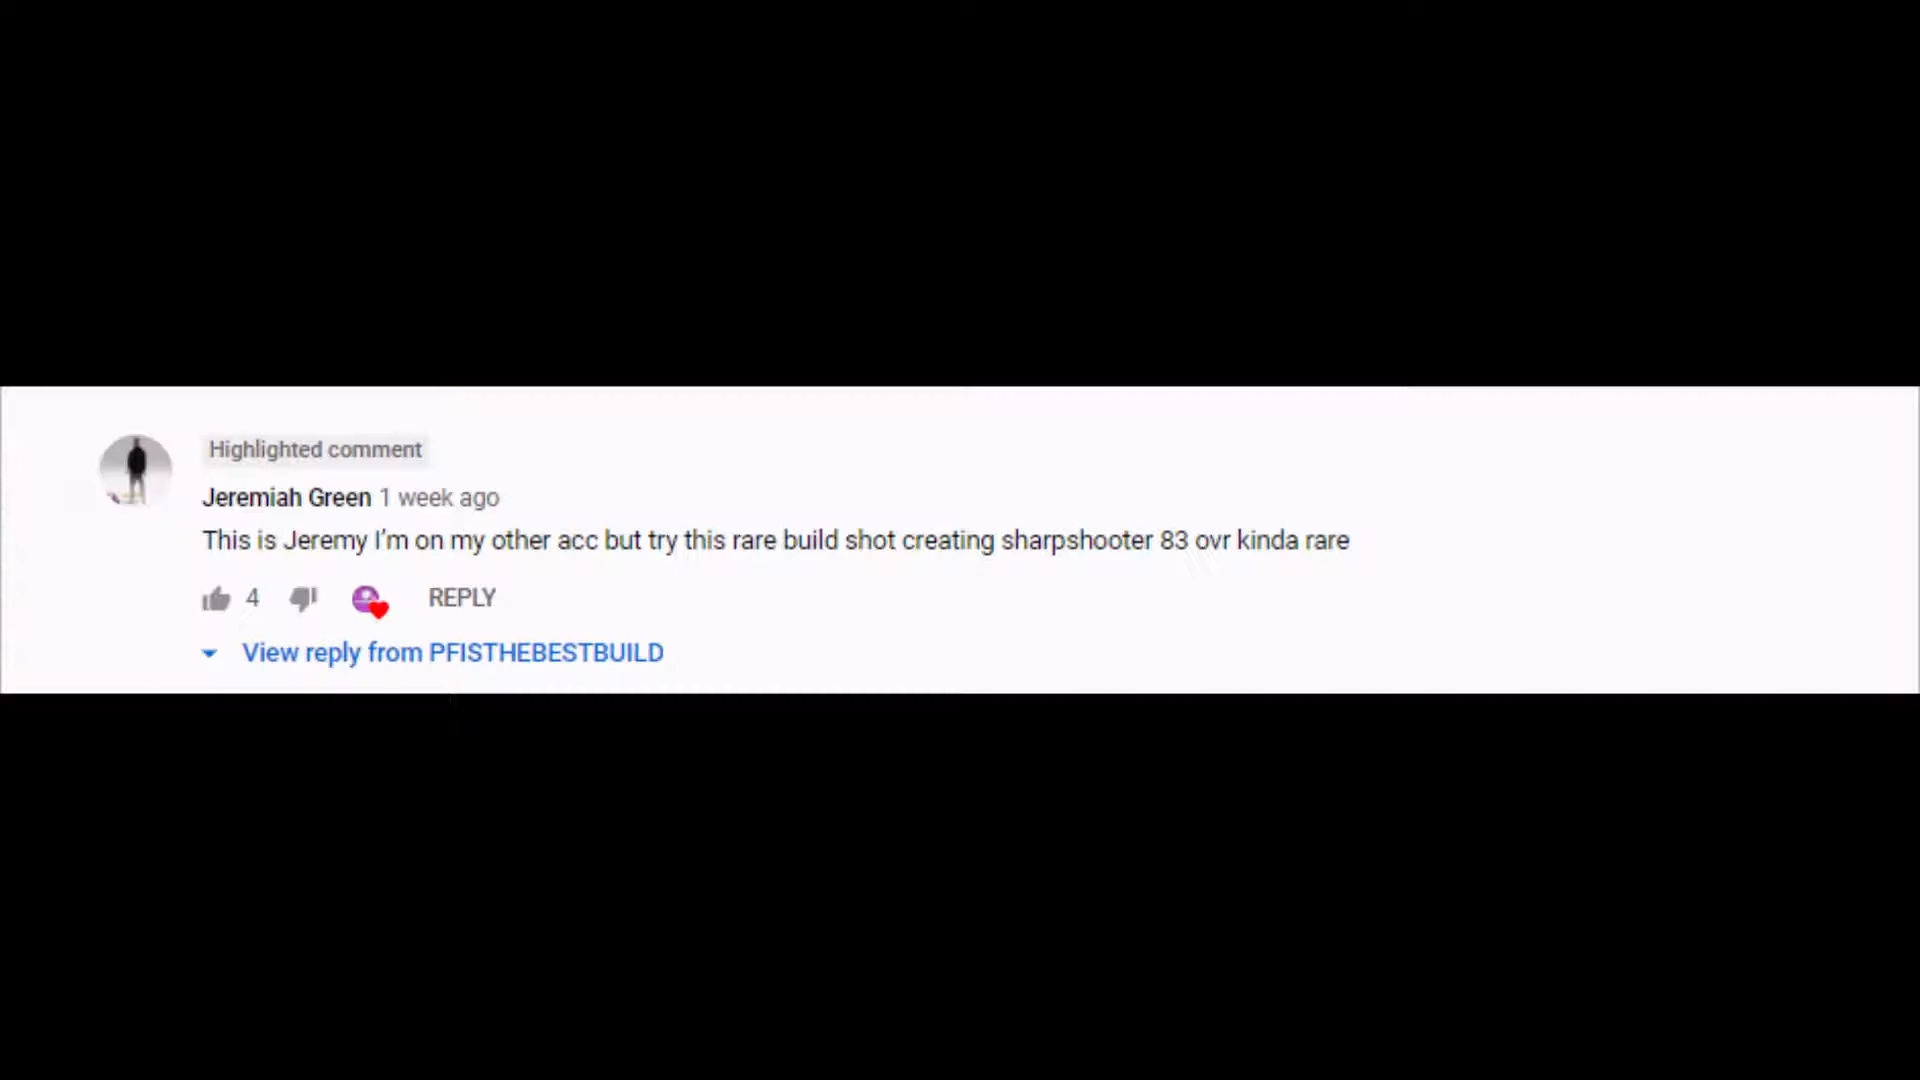 Highlighted comment
Jeremiah Green 1 week ago
This is Jeremy I'm on my other acc but try this rare build shot creating sharpshooter 83 ovr kinda rare
4 REPLY
View reply from PFISTHEBESTBUILD